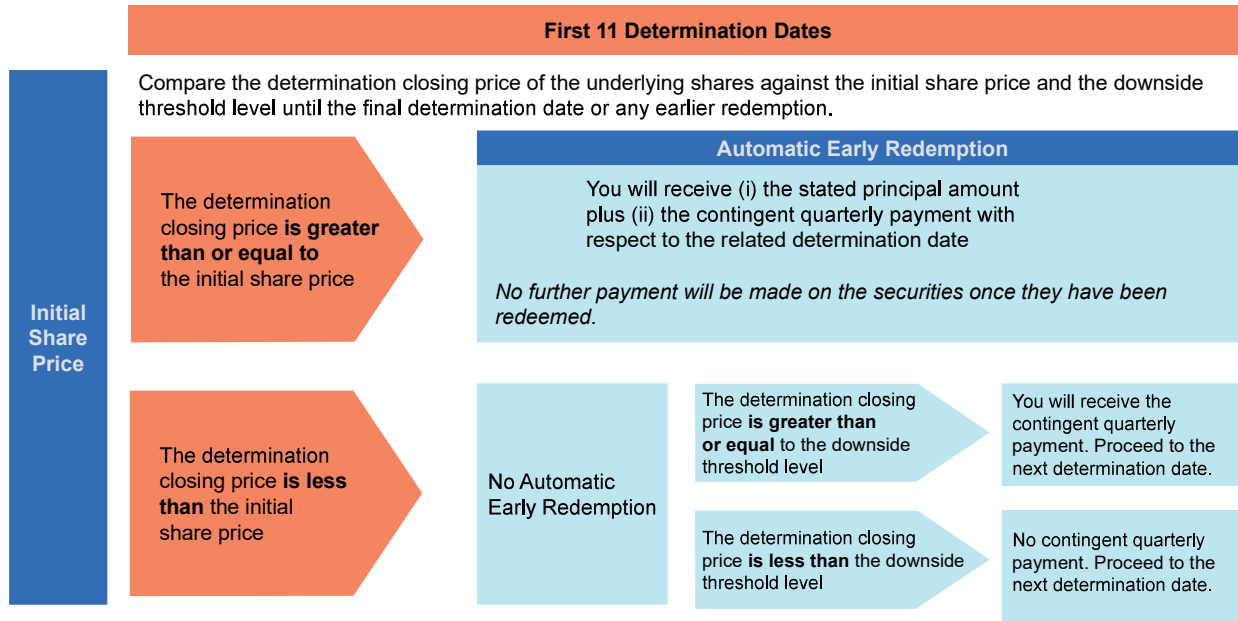 First 11 Determination Dates
Compare the determination closing price of the underlying shares against the initial share price and the downside
threshold level until the final determination date or any earlier redemption.
Initial
Share
Price
The determination
closing price is greater
than or equal to
the initial share price
Automatic Early Redemption
You will receive (i) the stated principal amount
plus (ii) the contingent quarterly payment with
respect to the related determination date
No further payment will be made on the securities once they have been
redeemed.
The determination
closing price is less
than the initial
share price
No Automatic
Early Redemption
The determination closing
price is greater than
or equal to the downside
threshold level
You will receive the
contingent quarterly
payment. Proceed to the
next determination date.
The determination closing
price is less than the downside
threshold level
No contingent quarterly
payment. Proceed to the
next determination date.